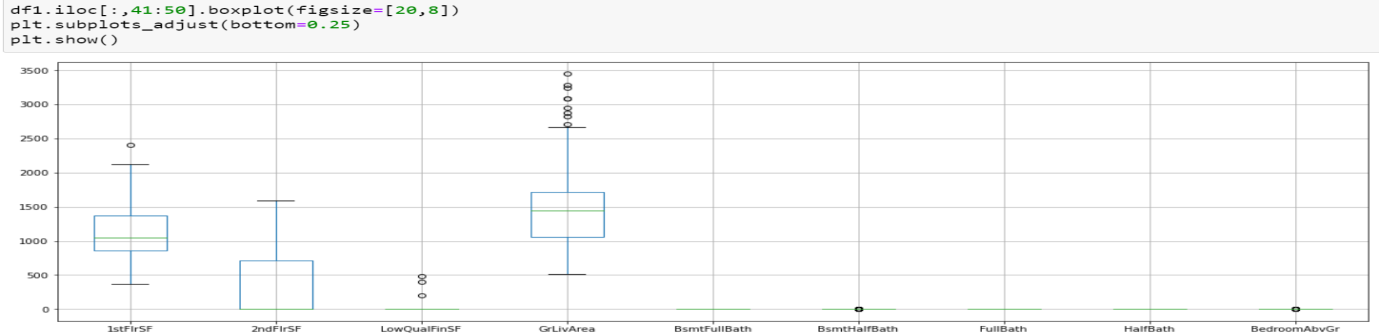 df1.iloc[:,41:50].boxplot(figsize=[20,8])
plt.subplots_adjust(bottom=0.25)
plt.show()
3500
3000
2500
2000
1500
1000
500
0
1stFlrSF 2ndFlrSF LowQualFinSF GrLivArea BsmtFullBath BsmtHalfBath FullBath HalfBath BedroomAbvGr